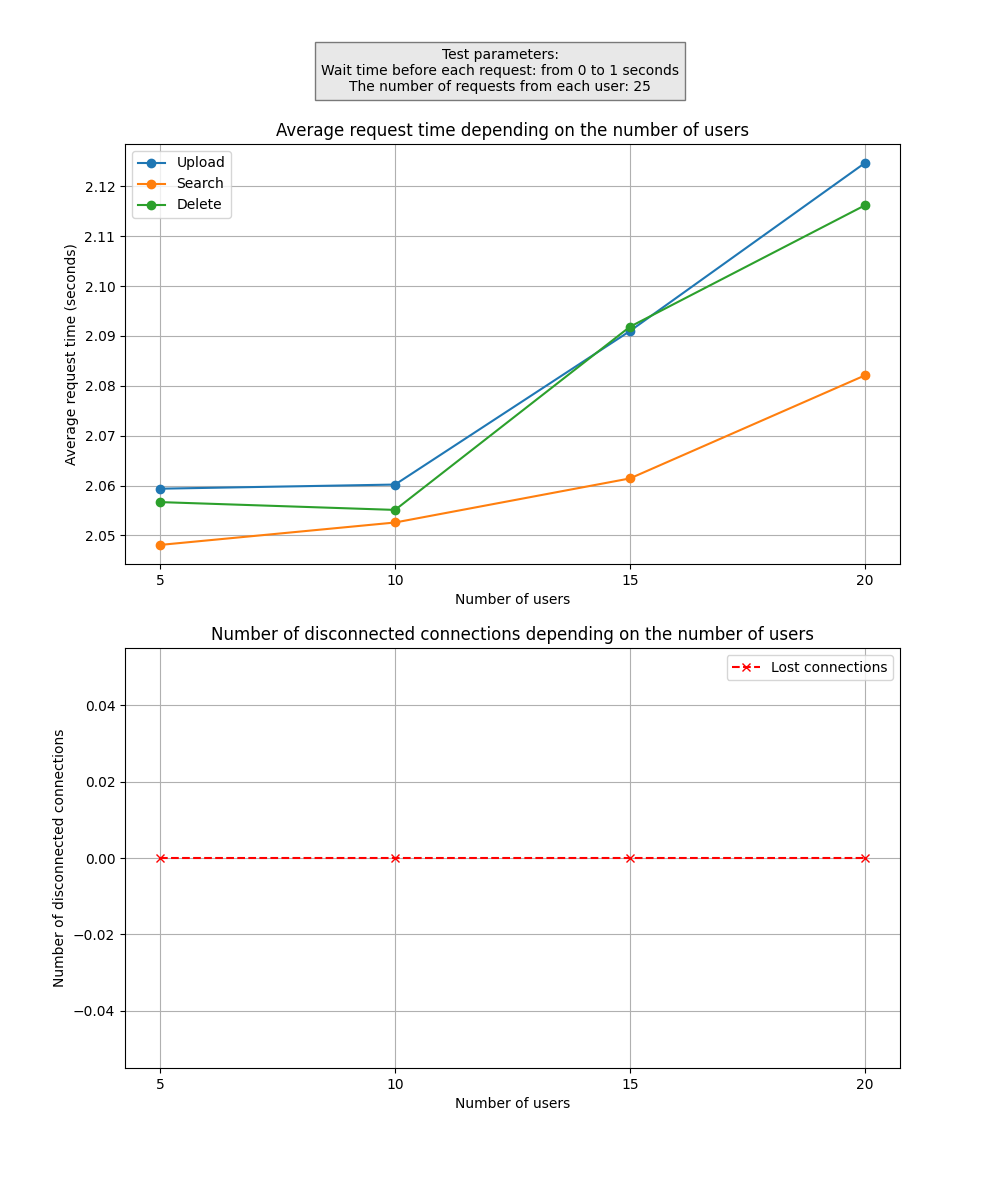 Test parameters:
Wait time before each request: from 0 to 1 seconds
The number of requests from each user: 25
Average request time depending on the number of users
Upload
Search
Delete
2.12
2.11
2.10
2.09
2.08
2.07
2.06
2.05
Average request time (seconds)
5 10 15 20
Number of users
Number of disconnected connections depending on the number of users
Lost connections
0.04
0.02
0.00
−0.02
−0.04
Number of disconnected connections
5 10 15 20
Number of users